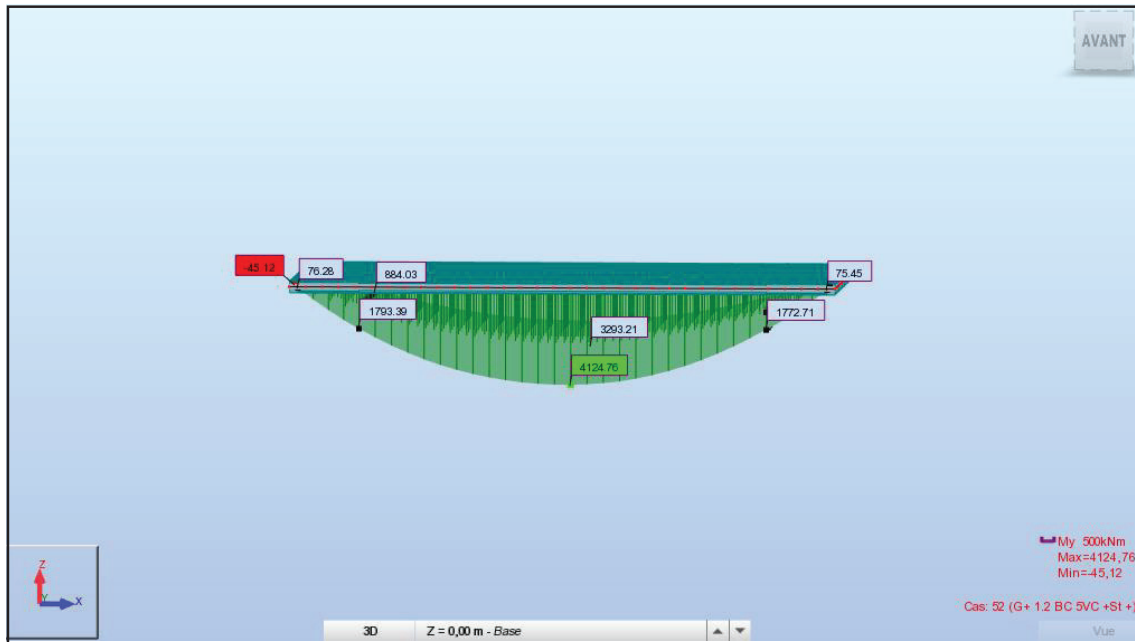 AVANT
-45.12
76.28
884.03
75.45
1793.39
1772.71
3293.21
4124.76
My 500kNm
Max=4124,76
Min=-45,12
Cas: 52 (G+ 1.2 BC 5VC +St +)
Z
Y
X
3D
Z = 0,00 m - Base
Vue